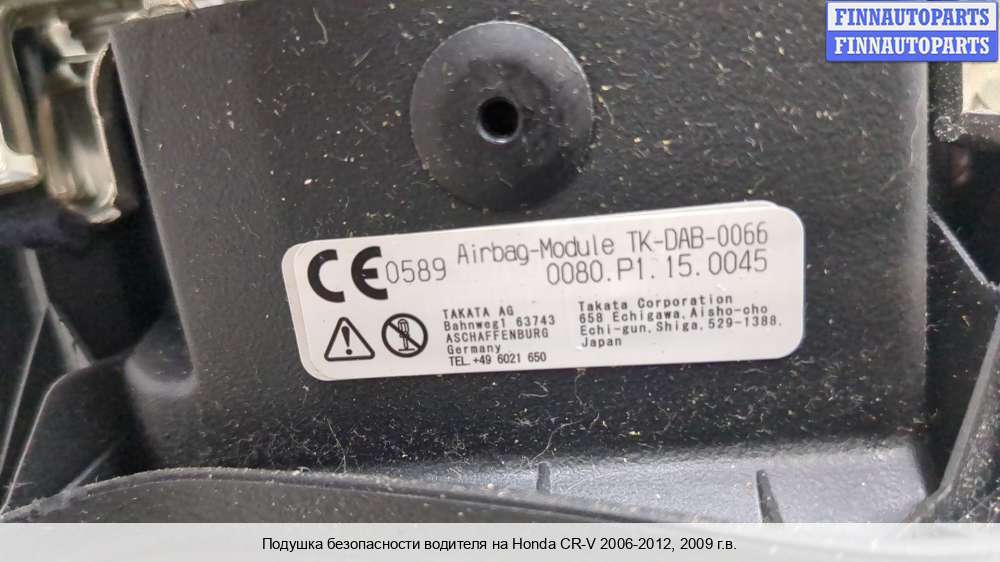 FINNAUTOPARTS
FINNAUTOPARTS
CE 0589 Airbag-Module TK-DAB-0066
0080.P1.15.0045
TAKATA AG
Bahnweg1 63743
ASCHAFFENBURG
Germany
TEL.+49 6021 650
Takata Corporation
658 Echigawa,Aisho-cho
Echi-gun,Shiga,529-1388.
Japan
Подушка безопасности водителя на Honda CR-V 2006-2012, 2009 г.в.